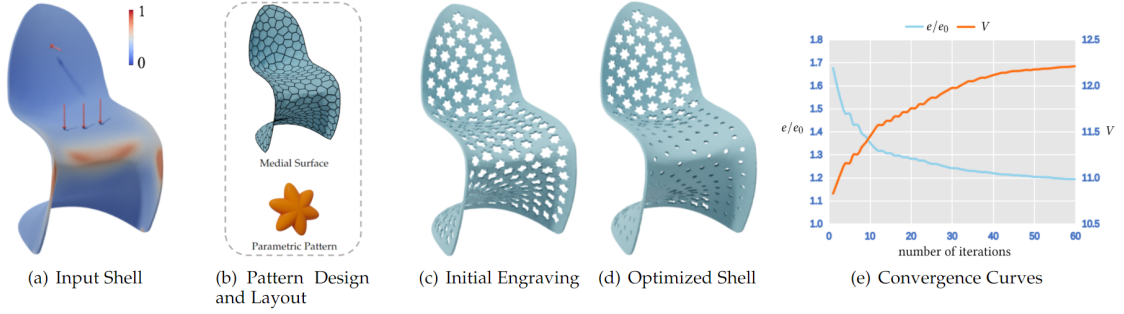 1
0
Medial Surface
Parametric Pattern
e/e₀ V
1.8
1.7
1.6
1.5
1.4
1.3
1.2
1.1
1.0
e/e₀
12.5
12.0
11.5
11.0
10.5
V
0 10 20 30 40 50 60
number of iterations
(a) Input Shell
(b) Pattern Design
and Layout
(c) Initial Engraving
(d) Optimized Shell
(e) Convergence Curves